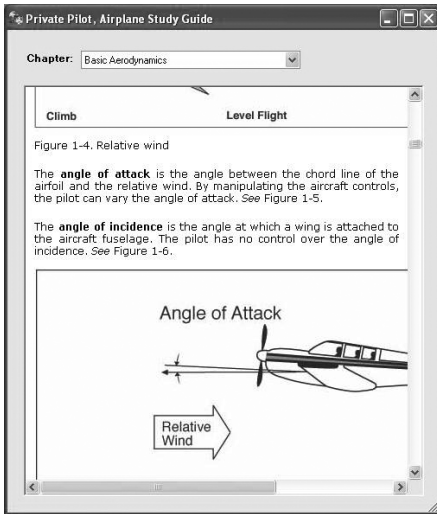 Private Pilot, Airplane Study Guide
Chapter: Basic Aerodynamics
Climb Level Flight
Figure 1-4. Relative wind
The angle of attack is the angle between the chord line of the
airfoil and the relative wind. By manipulating the aircraft controls,
the pilot can vary the angle of attack. See Figure 1-5.
The angle of incidence is the angle at which a wing is attached to
the aircraft fuselage. The pilot has no control over the angle of
incidence. See Figure 1-6.
Angle of Attack
Relative
Wind